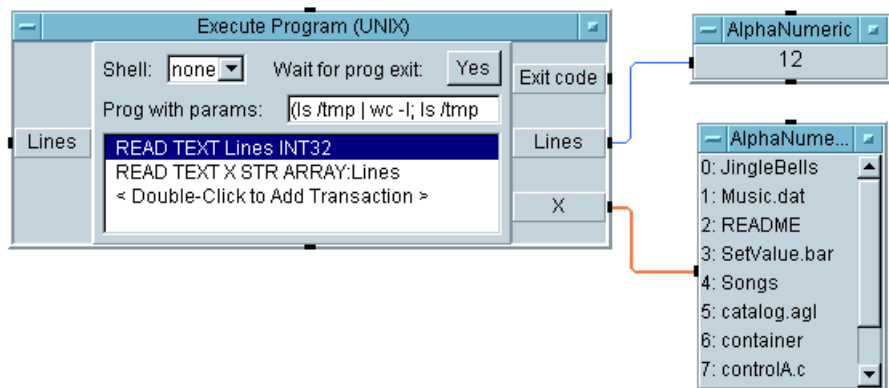 Execute Program (UNIX)
Shell: none Wait for prog exit: Yes
Prog with params: (ls /tmp | wc -l; ls /tmp
Lines
READ TEXT Lines INT32
READ TEXT X STR ARRAY:Lines
< Double-Click to Add Transaction >
Exit code
Lines
X
AlphaNumeric
12
AlphaNume...
0: JingleBells
1: Music.dat
2: README
3: SetValue.bar
4: Songs
5: catalog.agl
6: container
7: controlA.c